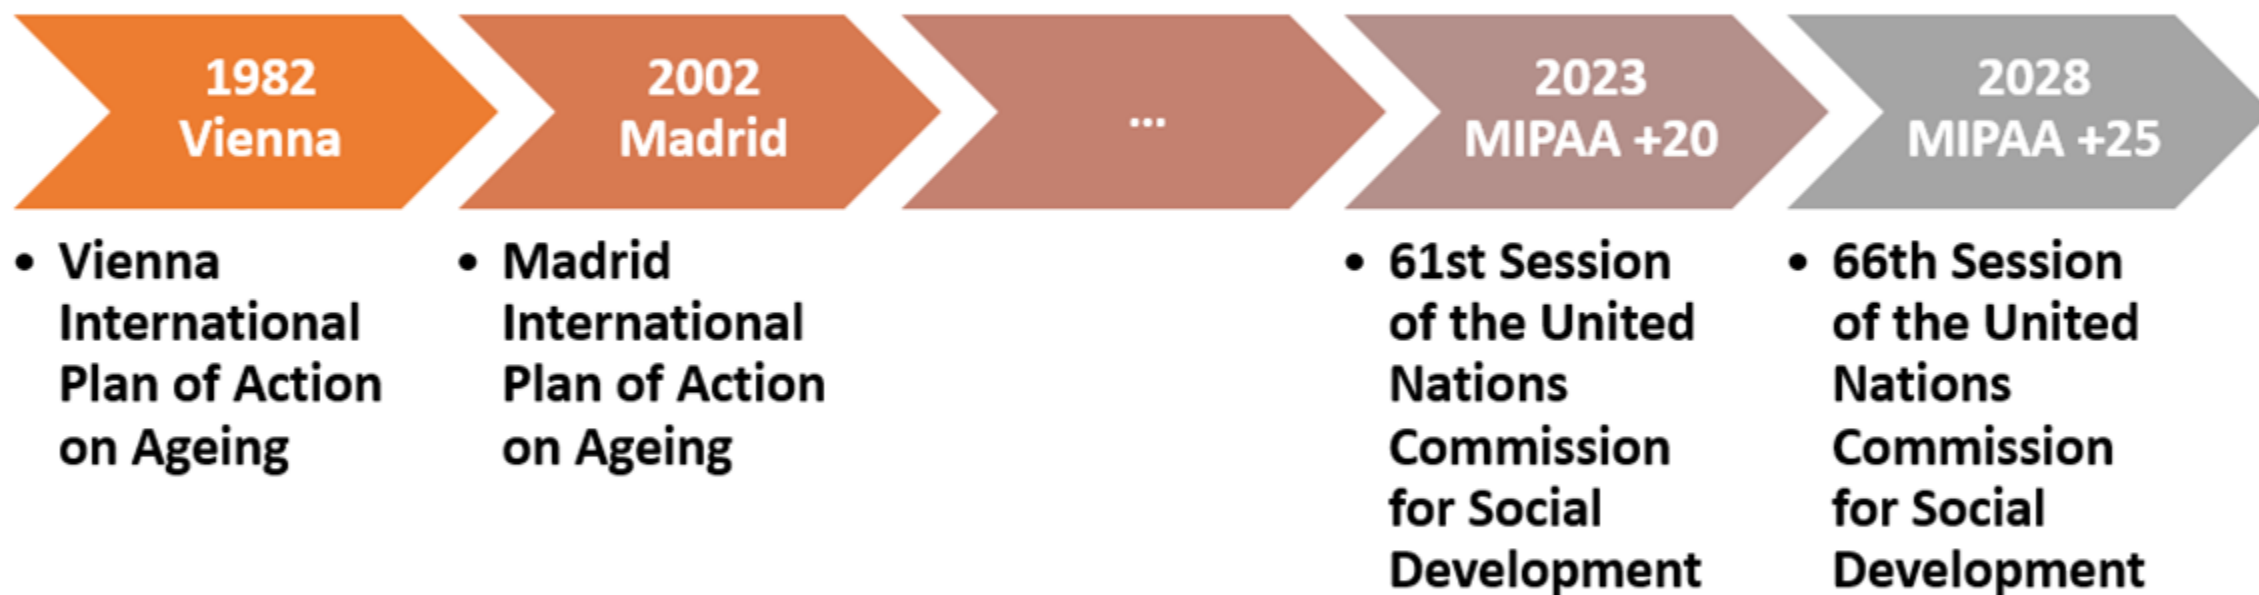 1982
Vienna
2002
Madrid
...
2023
MIPAA +20
2028
MIPAA +25
• Vienna
International
Plan of Action
on Ageing
• Madrid
International
Plan of Action
on Ageing
• 61st Session
of the United
Nations
Commission
for Social
Development
• 66th Session
of the United
Nations
Commission
for Social
Development